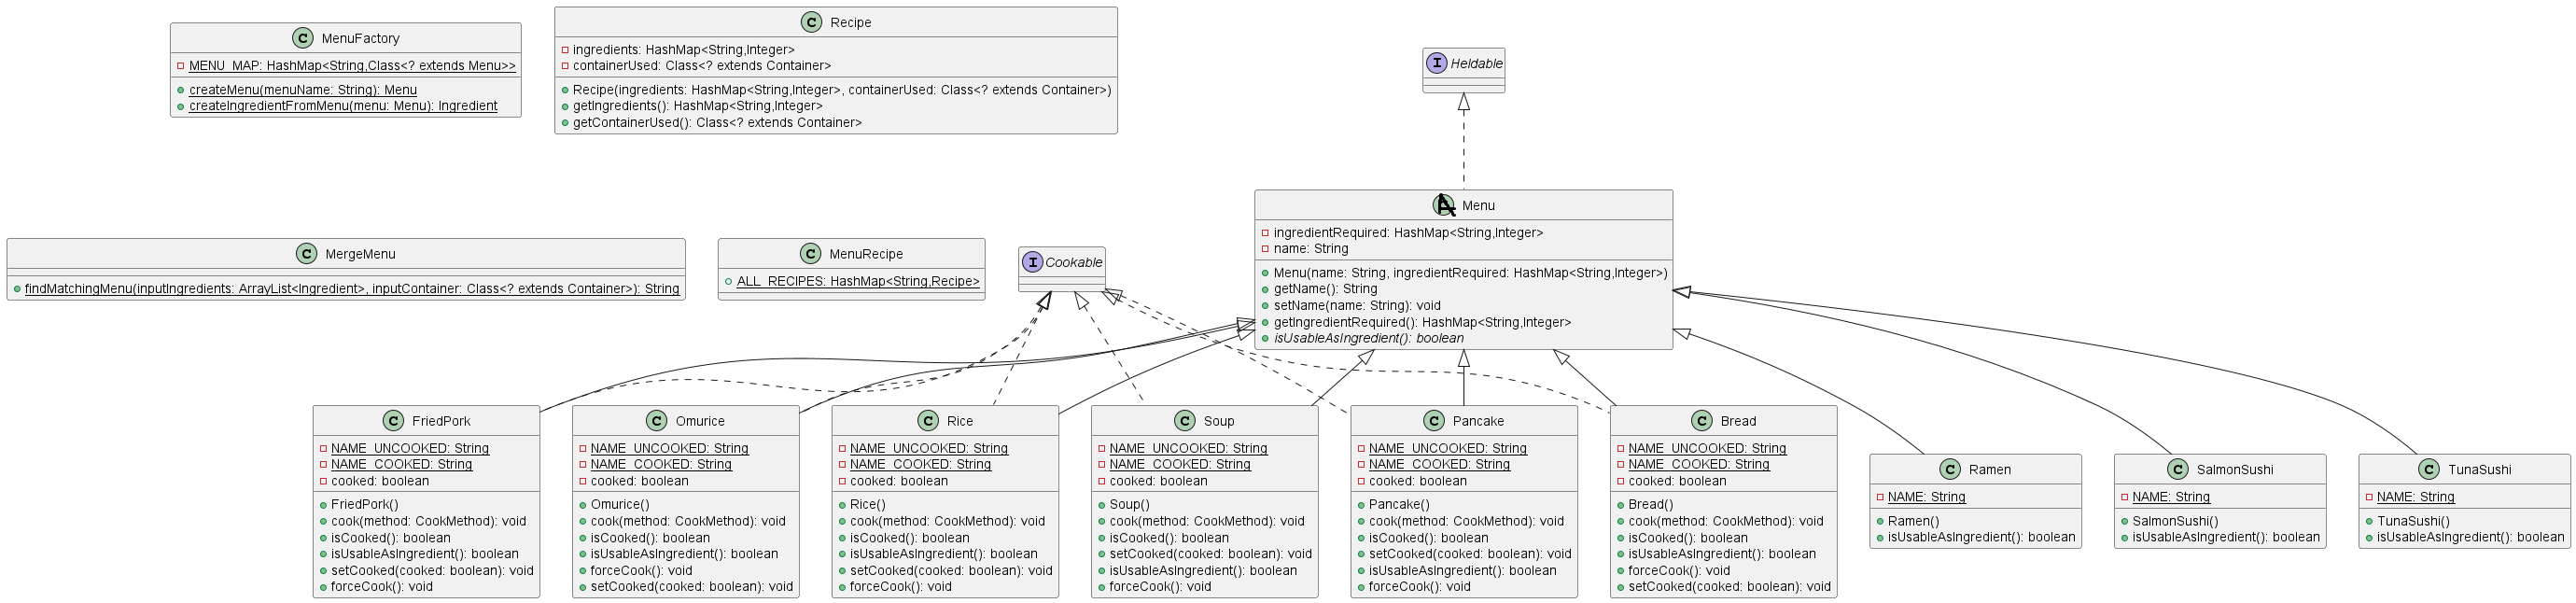 C MenuFactory
MENU_MAP: HashMap<String,Class<? extends Menu>>
createMenu(menuName: String): Menu
createIngredientFromMenu(menu: Menu): Ingredient
C Recipe
ingredients: HashMap<String,Integer>
containerUsed: Class<? extends Container>
Recipe(ingredients: HashMap<String,Integer>, containerUsed: Class<? extends Container>)
getIngredients(): HashMap<String,Integer>
getContainerUsed(): Class<? extends Container>
I Heldable
C MergeMenu
findMatchingMenu(inputIngredients: ArrayList<Ingredient>, inputContainer: Class<? extends Container>): String
C MenuRecipe
ALL_RECIPES: HashMap<String,Recipe>
I Cookable
A Menu
ingredientRequired: HashMap<String,Integer>
name: String
Menu(name: String, ingredientRequired: HashMap<String,Integer>)
getName(): String
setName(name: String): void
getIngredientRequired(): HashMap<String,Integer>
isUsableAsIngredient(): boolean
C FriedPork
NAME_UNCOOKED: String
NAME_COOKED: String
cooked: boolean
FriedPork()
cook(method: CookMethod): void
isCooked(): boolean
isUsableAsIngredient(): boolean
setCooked(cooked: boolean): void
forceCook(): void
C Omurice
NAME_UNCOOKED: String
NAME_COOKED: String
cooked: boolean
Omurice()
cook(method: CookMethod): void
isCooked(): boolean
isUsableAsIngredient(): boolean
forceCook(): void
setCooked(cooked: boolean): void
C Rice
NAME_UNCOOKED: String
NAME_COOKED: String
cooked: boolean
Rice()
cook(method: CookMethod): void
isCooked(): boolean
isUsableAsIngredient(): boolean
setCooked(cooked: boolean): void
forceCook(): void
C Soup
NAME_UNCOOKED: String
NAME_COOKED: String
cooked: boolean
Soup()
cook(method: CookMethod): void
isCooked(): boolean
setCooked(cooked: boolean): void
isUsableAsIngredient(): boolean
forceCook(): void
C Pancake
NAME_UNCOOKED: String
NAME_COOKED: String
cooked: boolean
Pancake()
cook(method: CookMethod): void
isCooked(): boolean
setCooked(cooked: boolean): void
isUsableAsIngredient(): boolean
forceCook(): void
C Bread
NAME_UNCOOKED: String
NAME_COOKED: String
cooked: boolean
Bread()
cook(method: CookMethod): void
isCooked(): boolean
isUsableAsIngredient(): boolean
forceCook(): void
setCooked(cooked: boolean): void
C Ramen
NAME: String
Ramen()
isUsableAsIngredient(): boolean
C SalmonSushi
NAME: String
SalmonSushi()
isUsableAsIngredient(): boolean
C TunaSushi
NAME: String
TunaSushi()
isUsableAsIngredient(): boolean